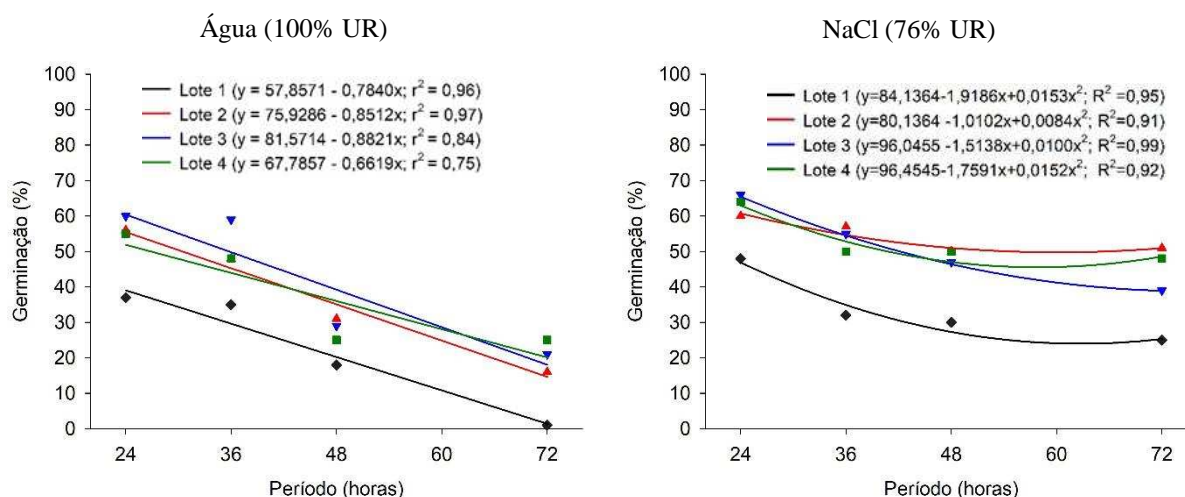 Água (100% UR)
100
90
80
70
60
50
40
30
20
10
0
Germinação (%)
Lote 1 (y = 57,8571 - 0,7840x; r² = 0,96)
Lote 2 (y = 75,9286 - 0,8512x; r² = 0,97)
Lote 3 (y = 81,5714 - 0,8821x; r² = 0,84)
Lote 4 (y = 67,7857 - 0,6619x; r² = 0,75)
24 36 48 60 72
Período (horas)
NaCl (76% UR)
100
90
80
70
60
50
40
30
20
10
0
Germinação (%)
Lote 1 (y=84,1364-1,9186x+0,0153x²; R²=0,95)
Lote 2 (y=80,1364 -1,0102x+0,0084x²; R²=0,91)
Lote 3 (y=96,0455 -1,5138x+0,0100x²; R²=0,99)
Lote 4 (y=96,4545-1,7591x+0,0152x²; R²=0,92)
24 36 48 60 72
Período (horas)